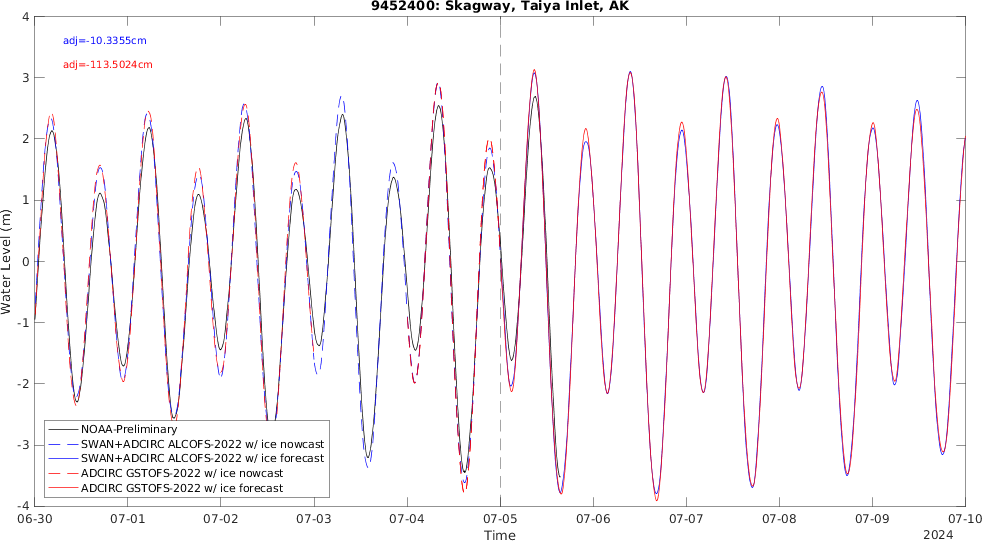 9452400: Skagway, Taiya Inlet, AK
adj=-10.3355cm
adj=-113.5024cm
Water Level (m)
4
3
2
1
0
-1
-2
-3
-4
NOAA-Preliminary
SWAN+ADCIRC ALCOFS-2022 w/ ice nowcast
SWAN+ADCIRC ALCOFS-2022 w/ ice forecast
ADCIRC GSTOFS-2022 w/ ice nowcast
ADCIRC GSTOFS-2022 w/ ice forecast
06-30 07-01 07-02 07-03 07-04 07-05 07-06 07-07 07-08 07-09 07-10
Time
2024